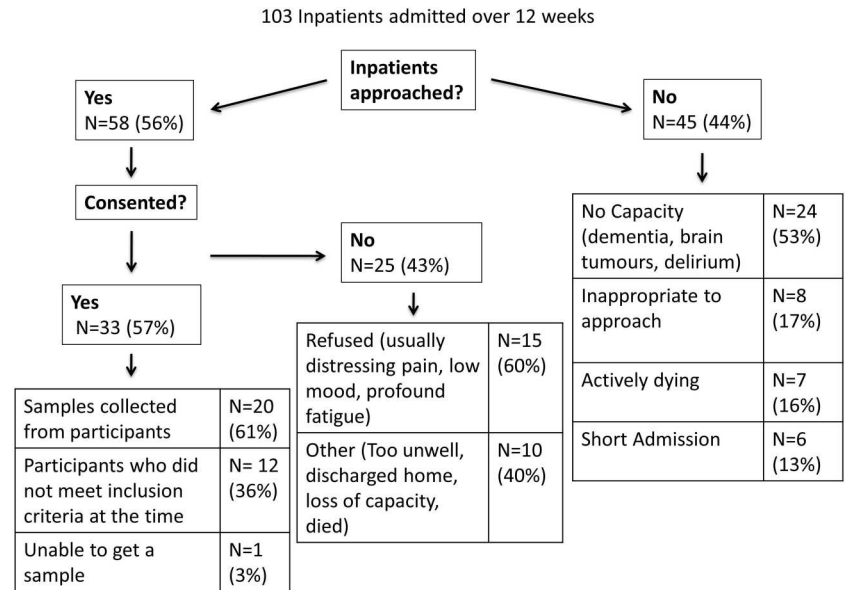 103 Inpatients admitted over 12 weeks
Inpatients
approached?
Yes
N=58 (56%)
No
N=45 (44%)
Consented?
No
N=25 (43%)
Yes
N=33 (57%)
No Capacity
(dementia, brain
tumours, delirium)
N=24
(53%)
Inappropriate to
approach
N=8
(17%)
Actively dying
N=7
(16%)
Short Admission
N=6
(13%)
Refused (usually
distressing pain, low
mood, profound
fatigue)
N=15
(60%)
Other (Too unwell,
discharged home,
loss of capacity,
died)
N=10
(40%)
Samples collected
from participants
N=20
(61%)
Participants who did
not meet inclusion
criteria at the time
N= 12
(36%)
Unable to get a
sample
N=1
(3%)